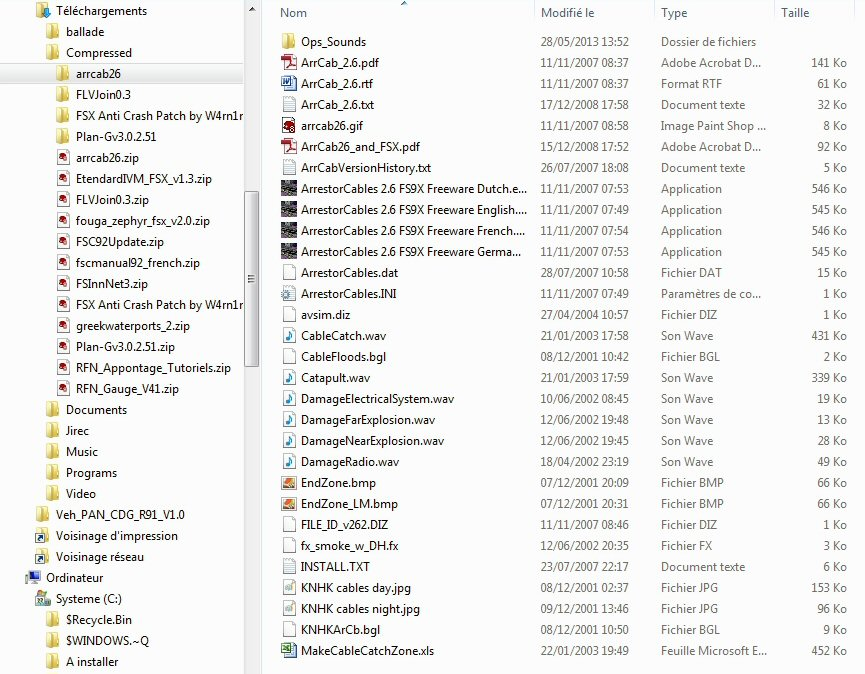 Téléchargements
ballade
Compressed
arrcab26
FLVJoin0.3
FSX Anti Crash Patch by W4rn1r
Plan-Gv3.0.2.51
arrcab26.zip
EtendardIVM_FSX_v1.3.zip
FLVJoin0.3.zip
fouga_zephyr_fsx_v2.0.zip
FSC92Update.zip
fscmanual92_french.zip
FSInnNet3.zip
FSX Anti Crash Patch by W4rn1r
greekwaterports_2.zip
Plan-Gv3.0.2.51.zip
RFN_Appontage_Tutoriels.zip
RFN_Gauge_V41.zip
Documents
Jirec
Music
Programs
Video
Veh_PAN_CDG_R91_V1.0
Voisinage d'impression
Voisinage réseau
Ordinateur
Systeme (C:)
$Recycle.Bin
$WINDOWS.~Q
A installer
Nom Modifié le Type Taille
Ops_Sounds 28/05/2013 13:52 Dossier de fichiers
ArrCab_2.6.pdf 11/11/2007 08:37 Adobe Acrobat D... 141 Ko
ArrCab_2.6.rtf 11/11/2007 08:37 Format RTF 61 Ko
ArrCab_2.6.txt 17/12/2008 17:58 Document texte 32 Ko
arrcab26.gif 11/11/2007 08:58 Image Paint Shop ... 8 Ko
ArrCab26_and_FSX.pdf 15/12/2008 17:52 Adobe Acrobat D... 92 Ko
ArrCabVersionHistory.txt 26/07/2007 18:08 Document texte 5 Ko
ArrestorCables 2.6 FS9X Freeware Dutch.e... 11/11/2007 07:53 Application 546 Ko
ArrestorCables 2.6 FS9X Freeware English.... 11/11/2007 07:49 Application 545 Ko
ArrestorCables 2.6 FS9X Freeware French.... 11/11/2007 07:54 Application 546 Ko
ArrestorCables 2.6 FS9X Freeware Germa... 11/11/2007 07:53 Application 545 Ko
ArrestorCables.dat 28/07/2007 10:58 Fichier DAT 15 Ko
ArrestorCables.INI 11/11/2007 07:49 Paramètres de co... 1 Ko
avsim.diz 27/04/2004 10:57 Fichier DIZ 1 Ko
CableCatch.wav 21/01/2003 17:58 Son Wave 431 Ko
CableFloods.bgl 08/12/2001 10:42 Fichier BGL 2 Ko
Catapult.wav 21/01/2003 17:59 Son Wave 339 Ko
DamageElectricalSystem.wav 10/06/2002 08:45 Son Wave 19 Ko
DamageFarExplosion.wav 12/06/2002 19:48 Son Wave 13 Ko
DamageNearExplosion.wav 12/06/2002 19:45 Son Wave 28 Ko
DamageRadio.wav 18/04/2002 23:19 Son Wave 49 Ko
EndZone.bmp 07/12/2001 20:09 Fichier BMP 66 Ko
EndZone_LM.bmp 07/12/2001 20:31 Fichier BMP 66 Ko
FILE_ID_v262.DIZ 11/11/2007 08:46 Fichier DIZ 1 Ko
fx_smoke_w_DH.fx 12/06/2002 20:35 Fichier FX 3 Ko
INSTALL.TXT 23/07/2007 22:17 Document texte 6 Ko
KNHK cables day.jpg 08/12/2001 02:37 Fichier JPG 153 Ko
KNHK cables night.jpg 09/12/2001 13:46 Fichier JPG 96 Ko
KNHKArCb.bgl 08/12/2001 10:50 Fichier BGL 9 Ko
MakeCableCatchZone.xls 22/01/2003 19:49 Feuille Microsoft E... 452 Ko